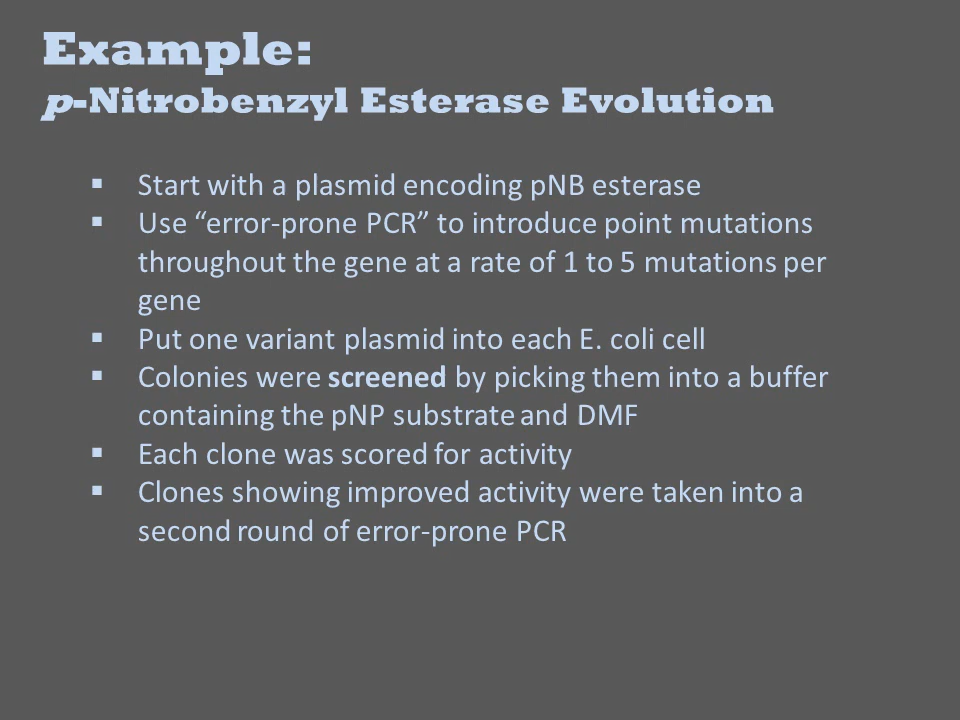 Example:
p-Nitrobenzyl Esterase Evolution
▪ Start with a plasmid encoding pNB esterase
▪ Use “error-prone PCR” to introduce point mutations
throughout the gene at a rate of 1 to 5 mutations per
gene
▪ Put one variant plasmid into each E. coli cell
▪ Colonies were screened by picking them into a buffer
containing the pNP substrate and DMF
▪ Each clone was scored for activity
▪ Clones showing improved activity were taken into a
second round of error-prone PCR